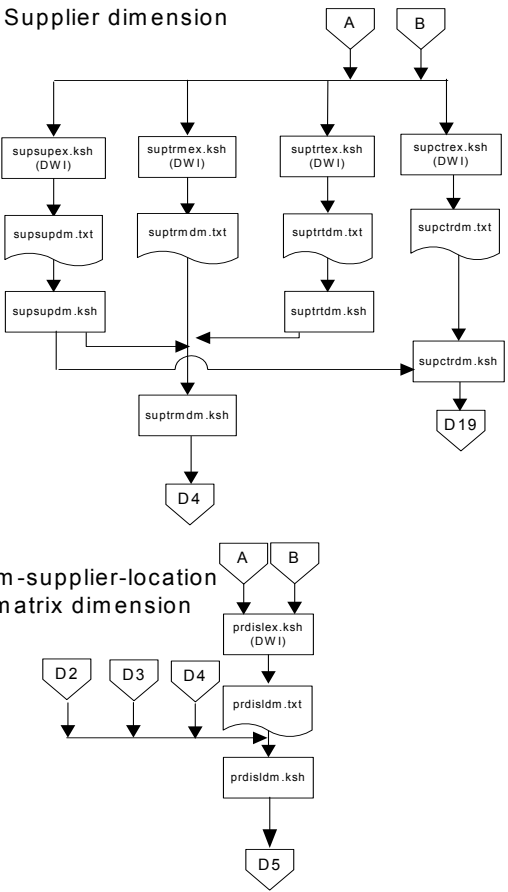 Supplier dimension
A
B
supsupex.ksh
(DWI)
suptrmex.ksh
(DWI)
suptrtex.ksh
(DWI)
supctrex.ksh
(DWI)
supsupdm.txt
suptrmdm.txt
suptrtdm.txt
supctrdm.txt
supsupdm.ksh
suptrtdm.ksh
supctrdm.ksh
suptrmdm.ksh
D19
D4
m-supplier-location
matrix dimension
A
B
prdislex.ksh
(DWI)
D2
D3
D4
prdisldm.txt
prdisldm.ksh
D5